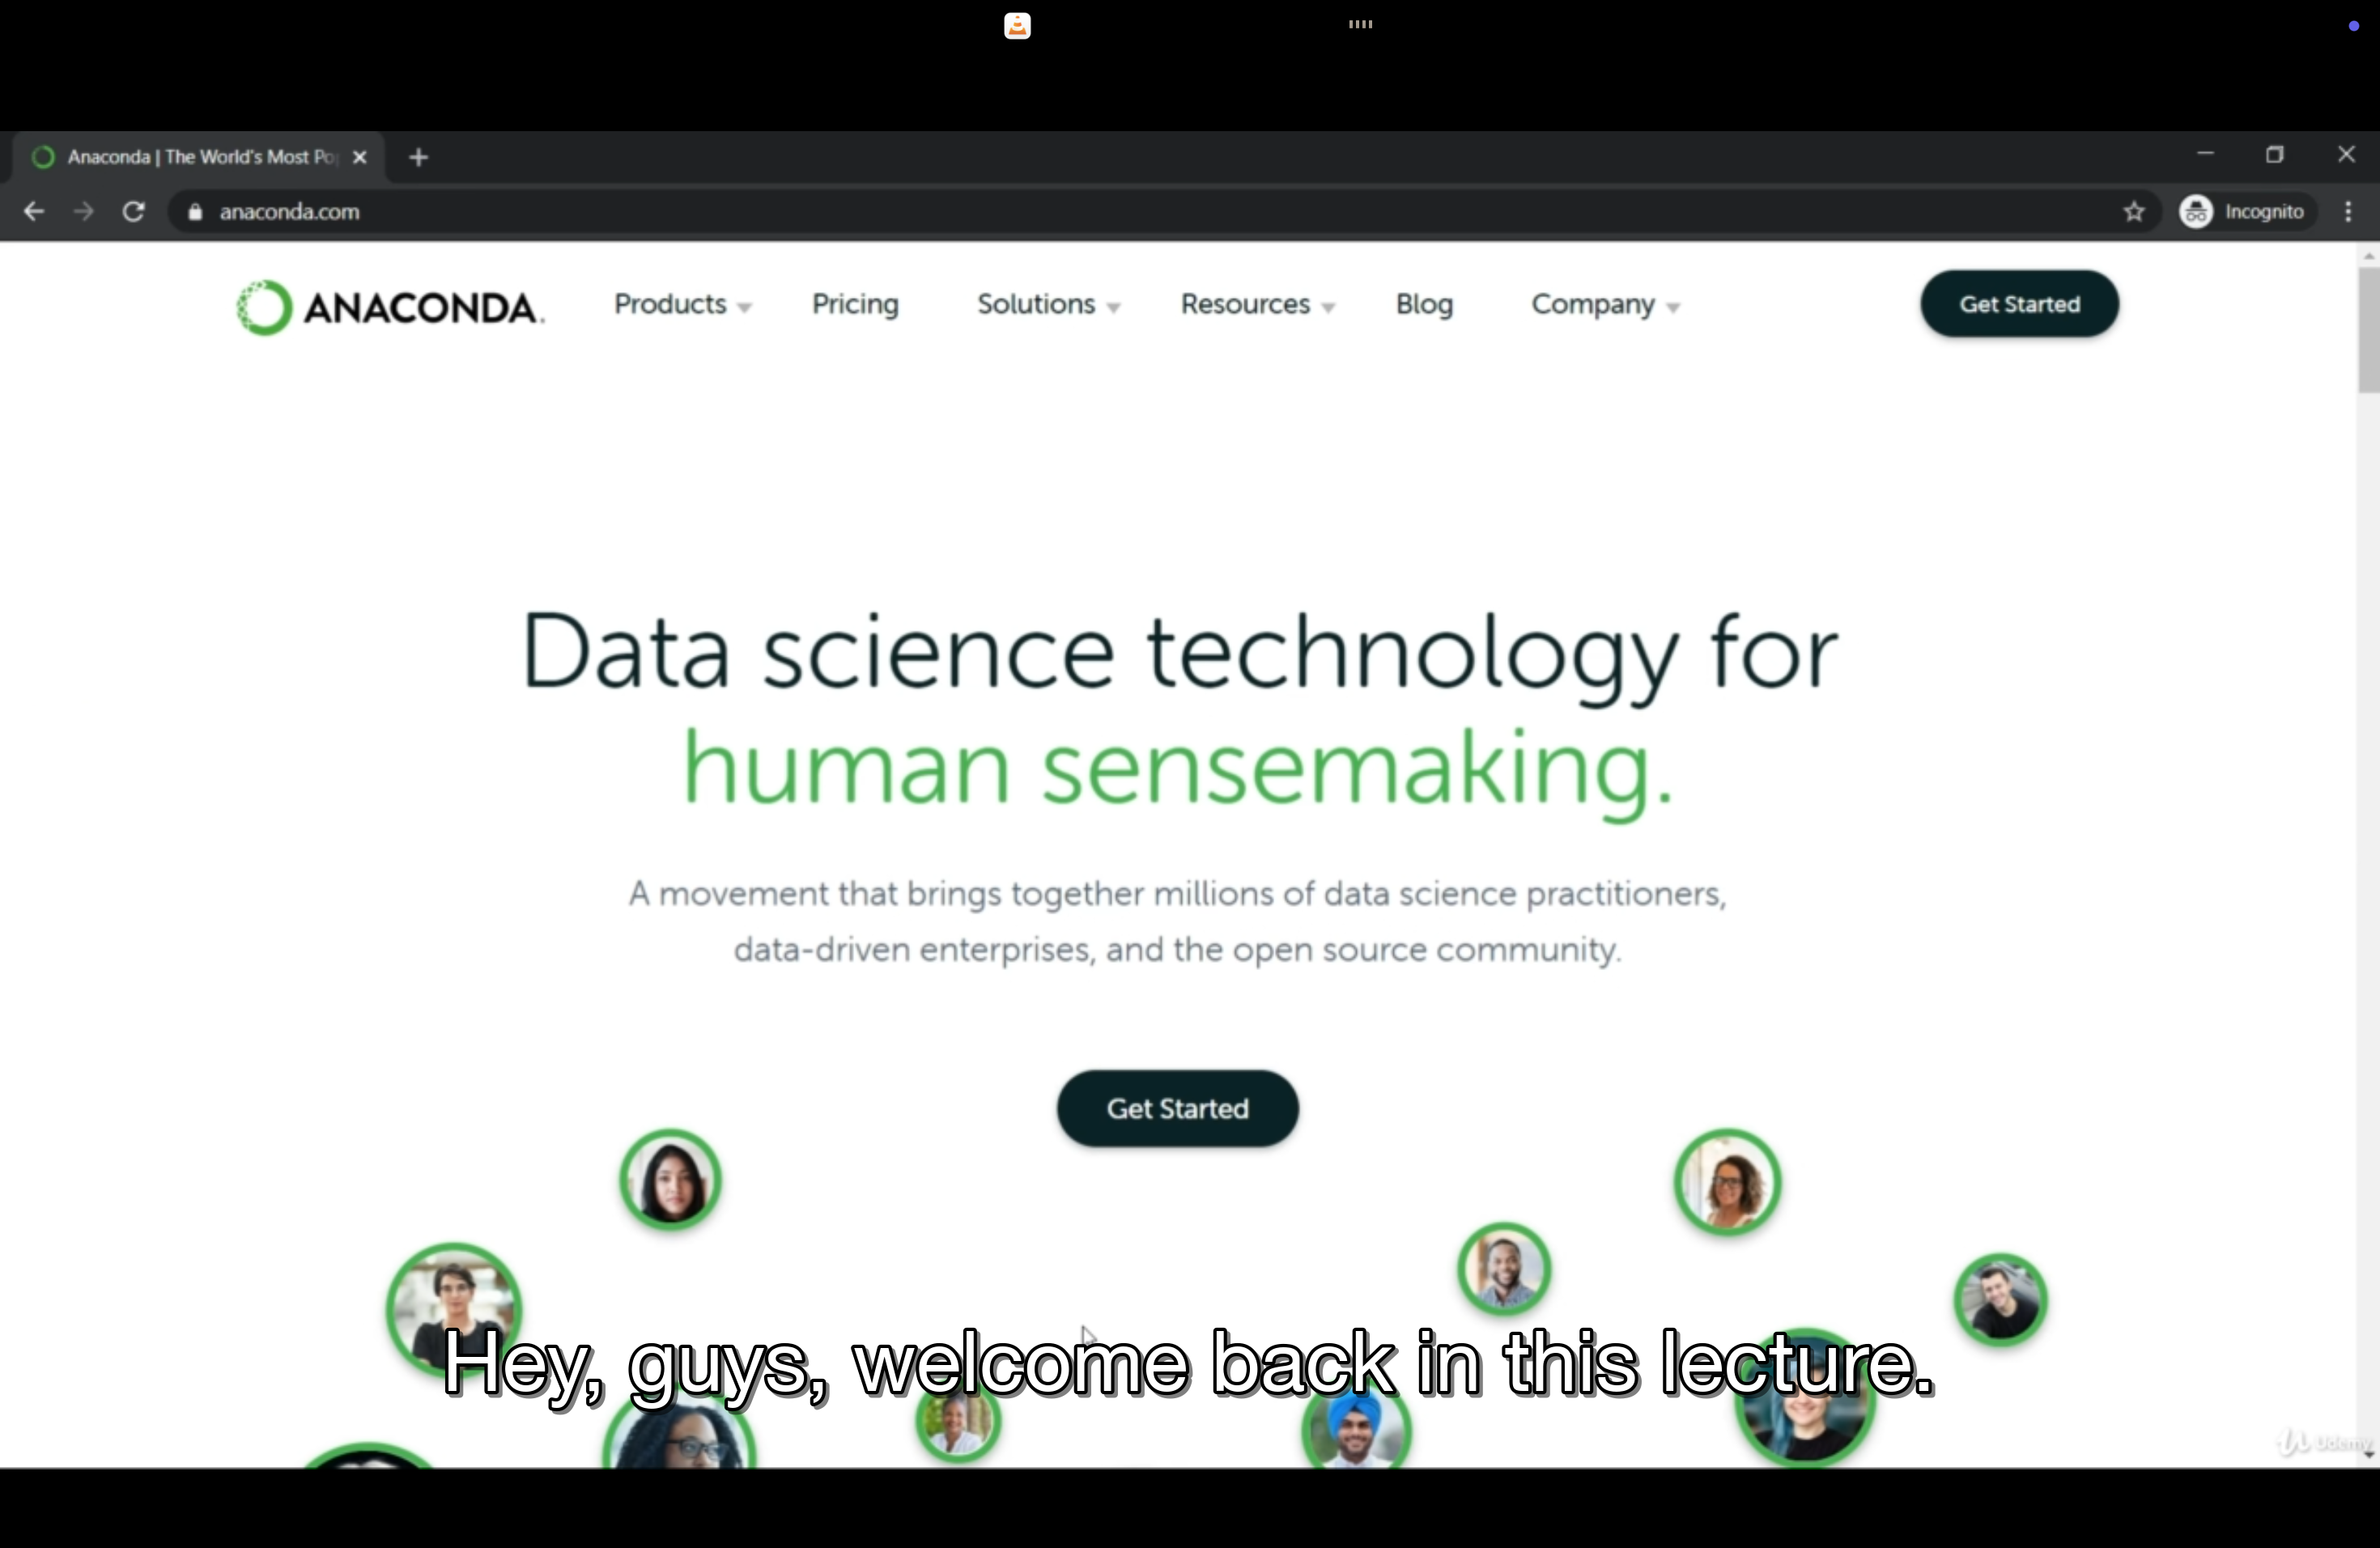 Anaconda | The World's Most Po
anaconda.com
Incognito
ANACONDA.
Products
Pricing
Solutions
Resources
Blog
Company
Get Started
Data science technology for
human sensemaking.
A movement that brings together millions of data science practitioners,
data-driven enterprises, and the open source community.
Get Started
Hey, guys, welcome back in this lecture.
Udemy